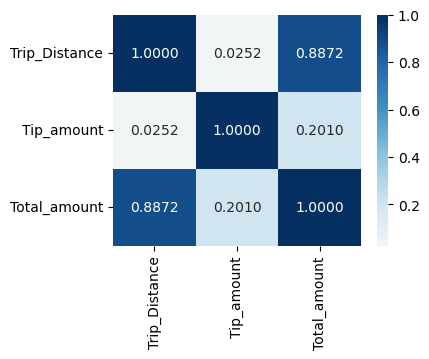 Trip_Distance 1.0000 0.0252 0.8872
Tip_amount 0.0252 1.0000 0.2010
Total_amount 0.8872 0.2010 1.0000
Trip_Distance Tip_amount Total_amount
1.0
0.8
0.6
0.4
0.2